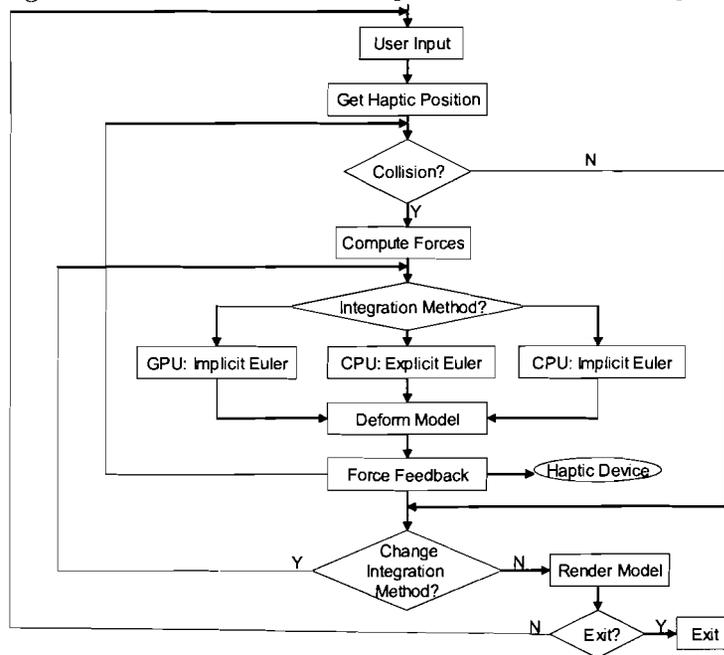 User Input
Get Haptic Position
Collision?
N
Y
Compute Forces
Integration Method?
GPU: Implicit Euler
CPU: Explicit Euler
CPU: Implicit Euler
Deform Model
Force Feedback
Haptic Device
Change
Integration
Method?
Y
N
Render Model
N
Exit?
Y
Exit